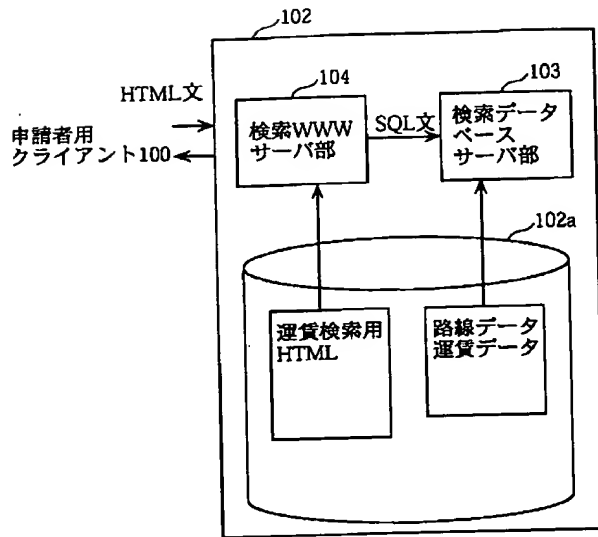 102
104
103
HTML文
検索WWW
サーバ部
SQL文
検索データ
ベース
サーバ部
申請者用
クライアント100
102a
運賃検索用
HTML
路線データ
運賃データ